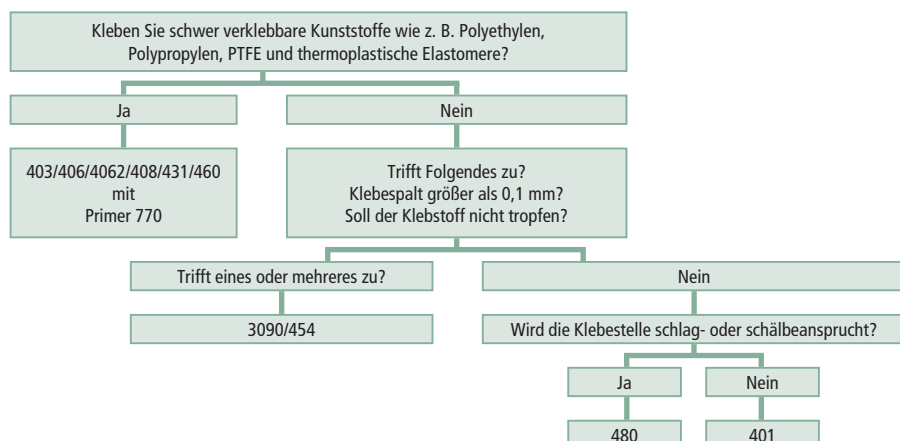 Kleben Sie schwer verklebbare Kunststoffe wie z. B. Polyethylen,
Polypropylen, PTFE und thermoplastische Elastomere?
Ja
Nein
403/406/4062/408/431/460
mit
Primer 770
Trifft Folgendes zu?
Klebespalt größer als 0,1 mm?
Soll der Klebstoff nicht tropfen?
Trifft eines oder mehreres zu?
Nein
3090/454
Wird die Klebestelle schlag- oder schälbeansprucht?
Ja
Nein
480
401